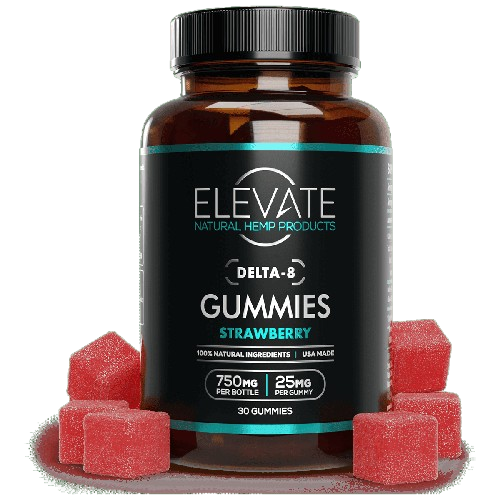 ELEVATE
NATURAL HEMP PRODUCTS
DELTA-8
GUMMIES
STRAWBERRY
100% NATURAL INGREDIENTS | USA MADE
750MG PER BOTTLE | 25MG PER GUMMY
30 GUMMIES